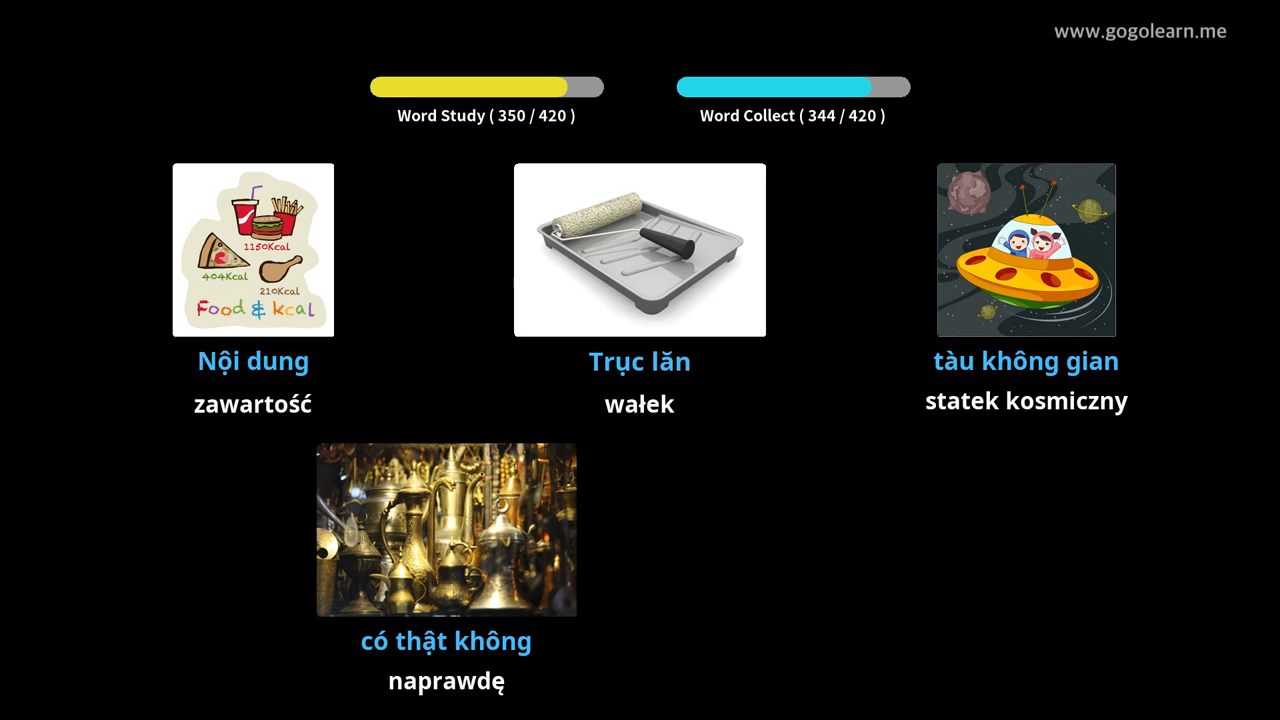 www.gogolearn.me
Word Study ( 350 / 420 )
Word Collect ( 344 / 420 )
1150Kcal
404Kcal
210Kcal
Food & kcal
Nội dung
zawartość
Trục lăn
wałek
tàu không gian
statek kosmiczny
có thật không
naprawdę